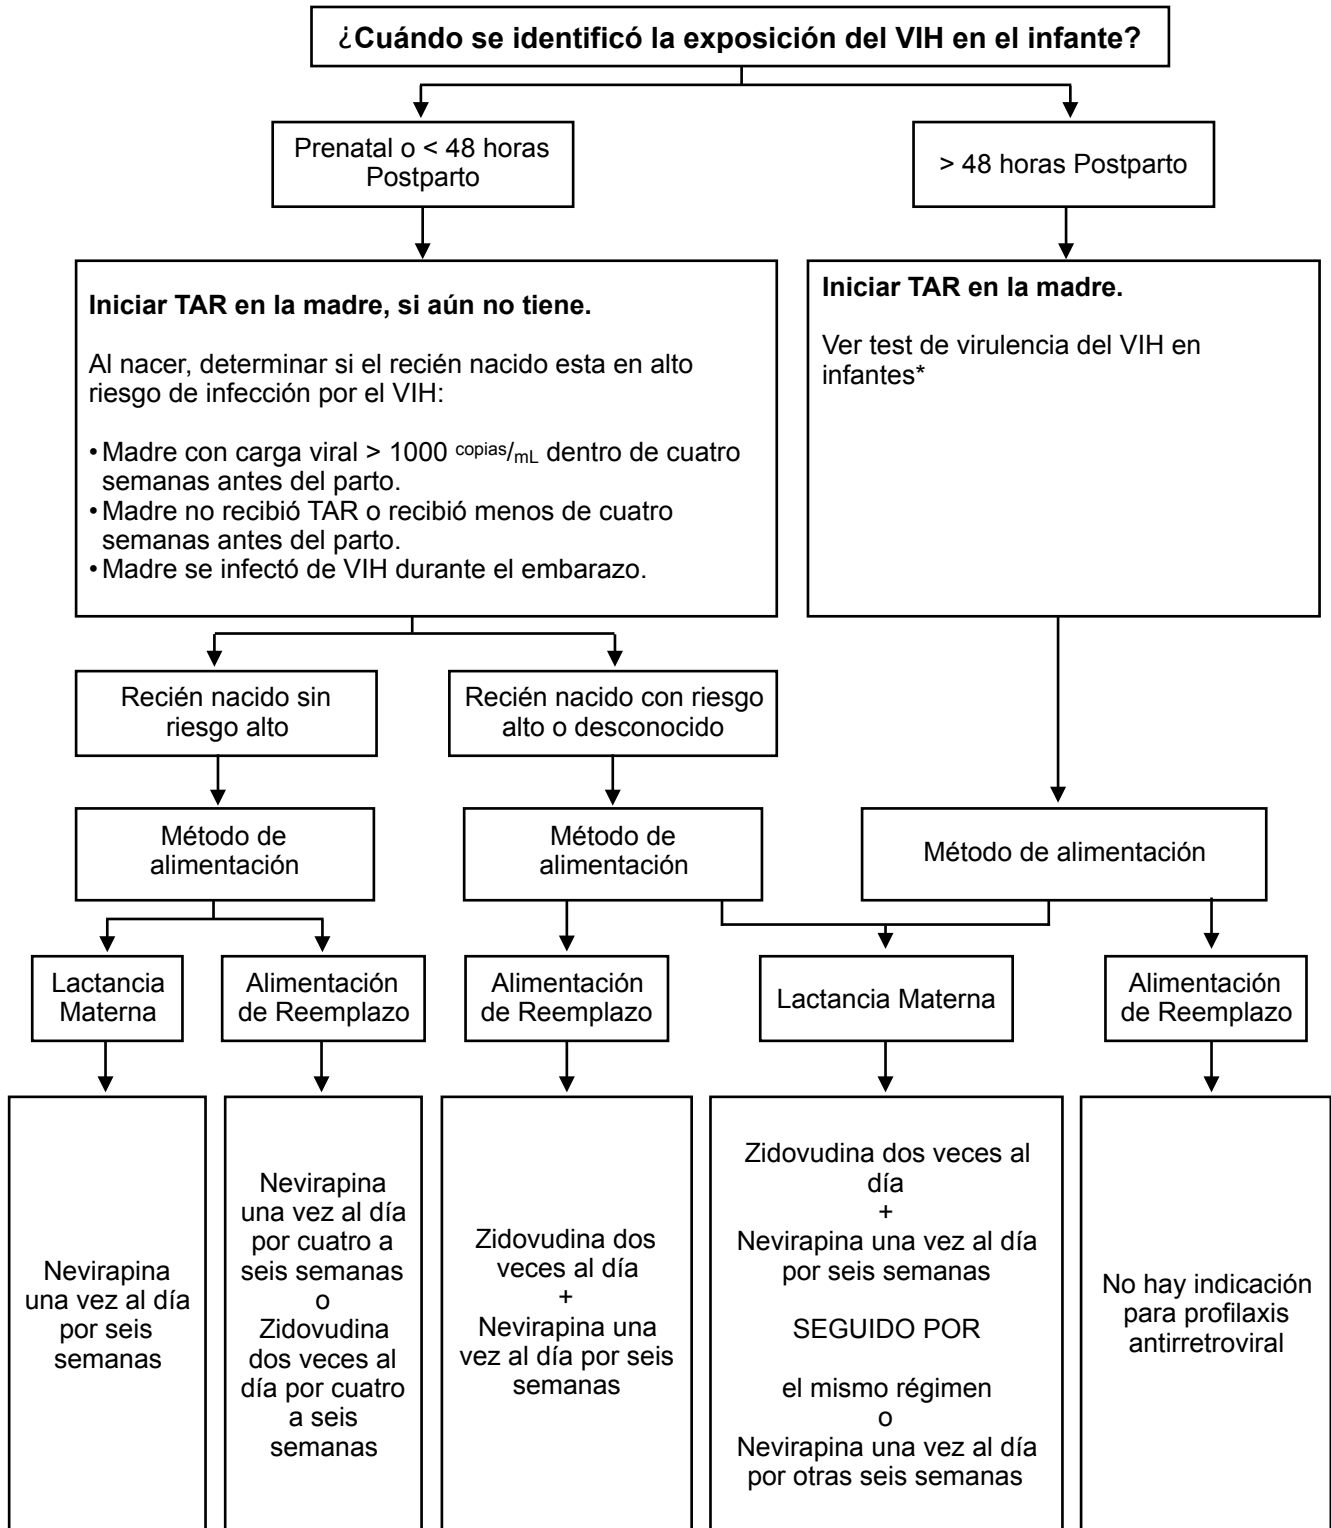 ¿Cuándo se identificó la exposición del VIH en el infante?
Prenatal o < 48 horas
Postparto
> 48 horas Postparto
Iniciar TAR en la madre, si aún no tiene.
Al nacer, determinar si el recién nacido esta en alto
riesgo de infección por el VIH:
• Madre con carga viral > 1000 copias/mL dentro de cuatro
semanas antes del parto.
• Madre no recibió TAR o recibió menos de cuatro
semanas antes del parto.
• Madre se infectó de VIH durante el embarazo.
Iniciar TAR en la madre.
Ver test de virulencia del VIH en
infantes*
Recién nacido sin
riesgo alto
Recién nacido con riesgo
alto o desconocido
Método de
alimentación
Método de
alimentación
Método de alimentación
Lactancia
Materna
Alimentación
de Reemplazo
Alimentación
de Reemplazo
Lactancia Materna
Alimentación
de Reemplazo
Nevirapina
una vez al día
por seis
semanas
Nevirapina
una vez al día
por cuatro a
seis semanas
o
Zidovudina
dos veces al
día por cuatro
a seis
semanas
Zidovudina dos
veces al día
+
Nevirapina una
vez al día por seis
semanas
Zidovudina dos veces al
día
+
Nevirapina una vez al día
por seis semanas
SEGUIDO POR
el mismo régimen
o
Nevirapina una vez al día
por otras seis semanas
No hay indicación
para profilaxis
antirretroviral